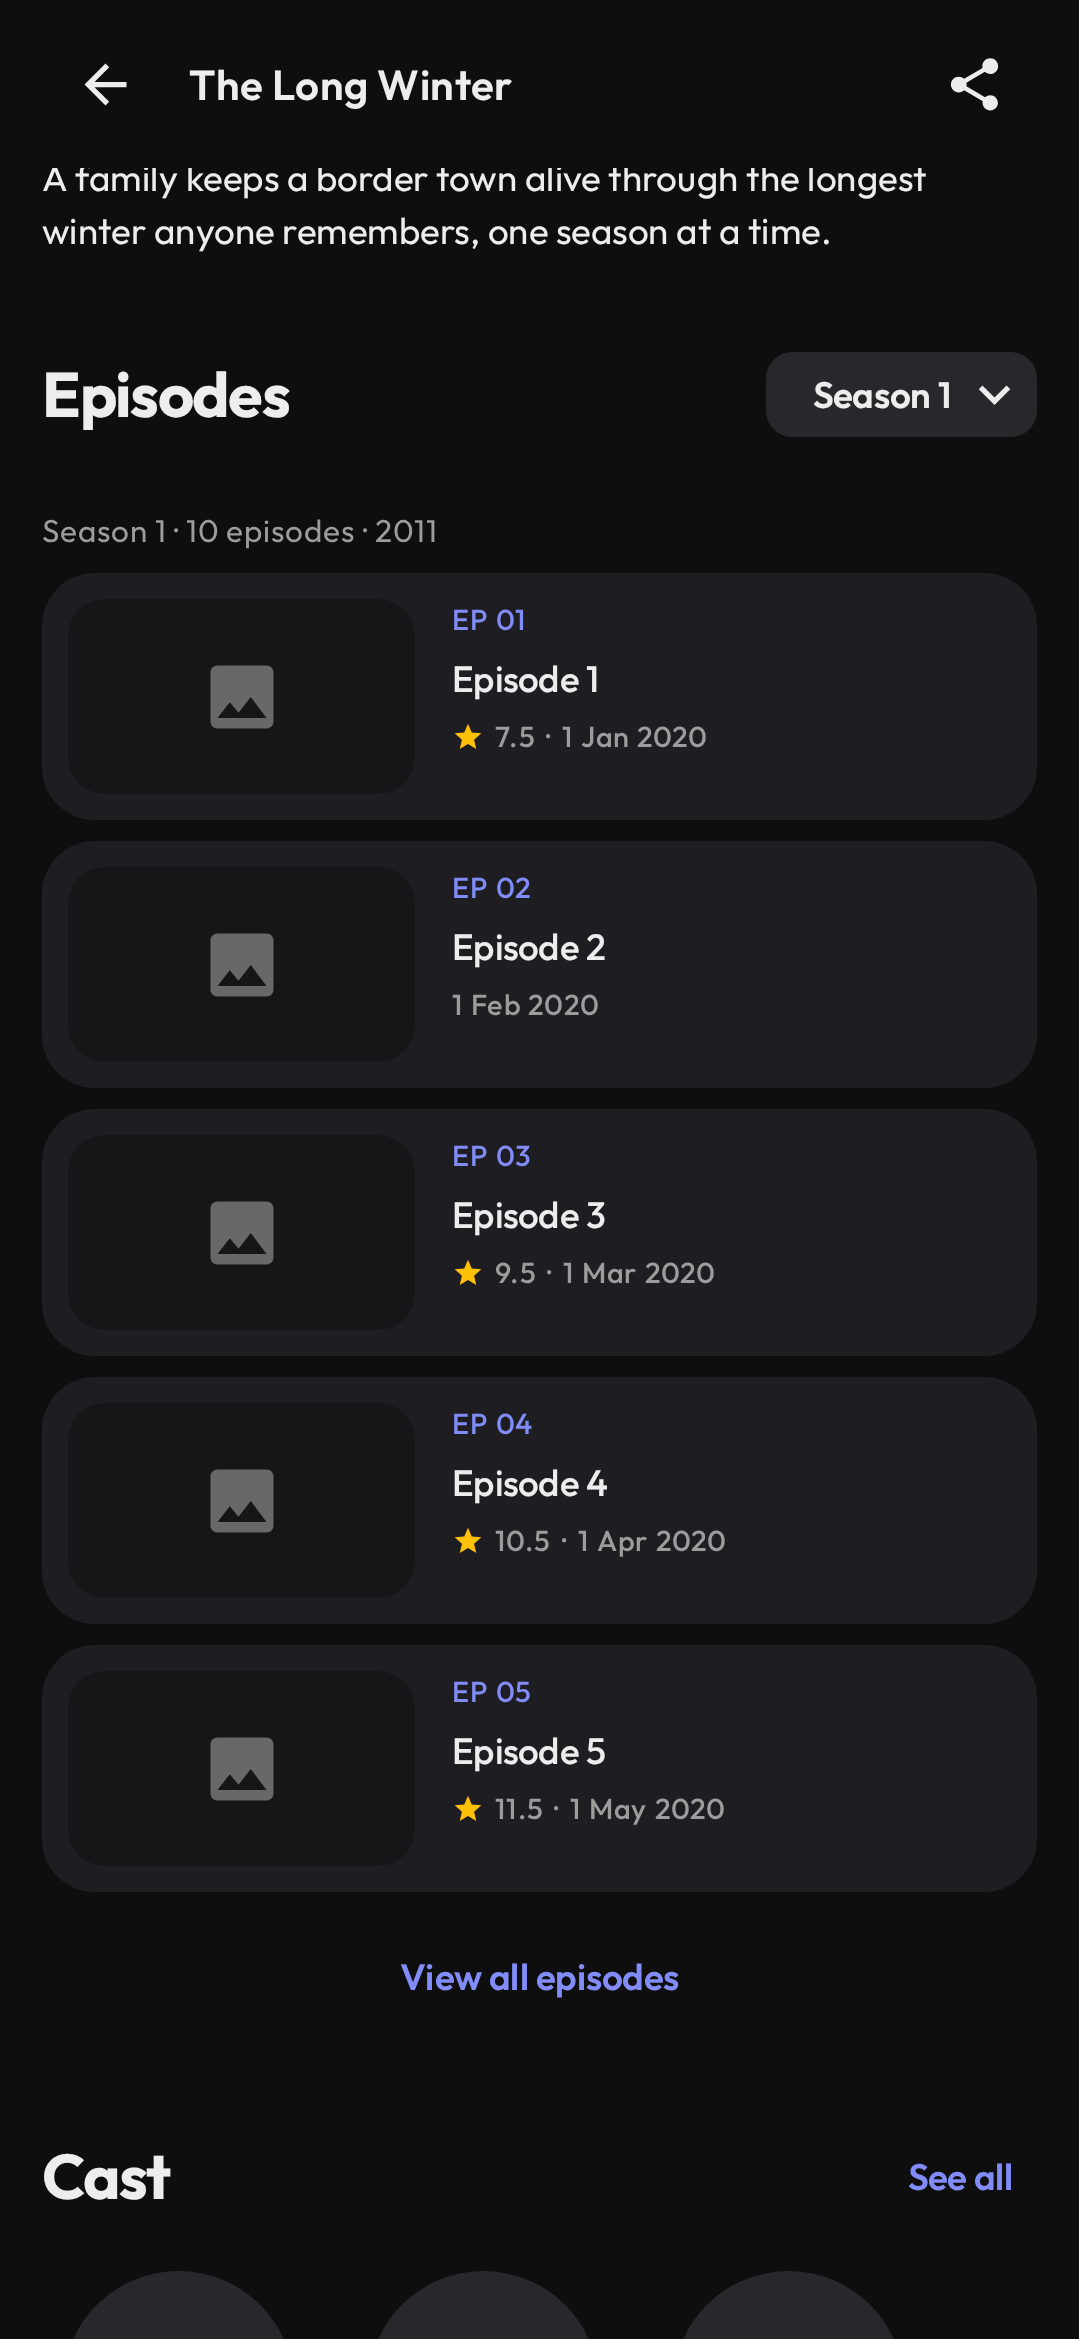 The Long Winter
A family keeps a border town alive through the longest
winter anyone remembers, one season at a time.
Episodes
Season 1
Season 1 · 10 episodes · 2011
EP 01
Episode 1
7.5 · 1 Jan 2020
EP 02
Episode 2
1 Feb 2020
EP 03
Episode 3
9.5 · 1 Mar 2020
EP 04
Episode 4
10.5 · 1 Apr 2020
EP 05
Episode 5
11.5 · 1 May 2020
View all episodes
Cast
See all